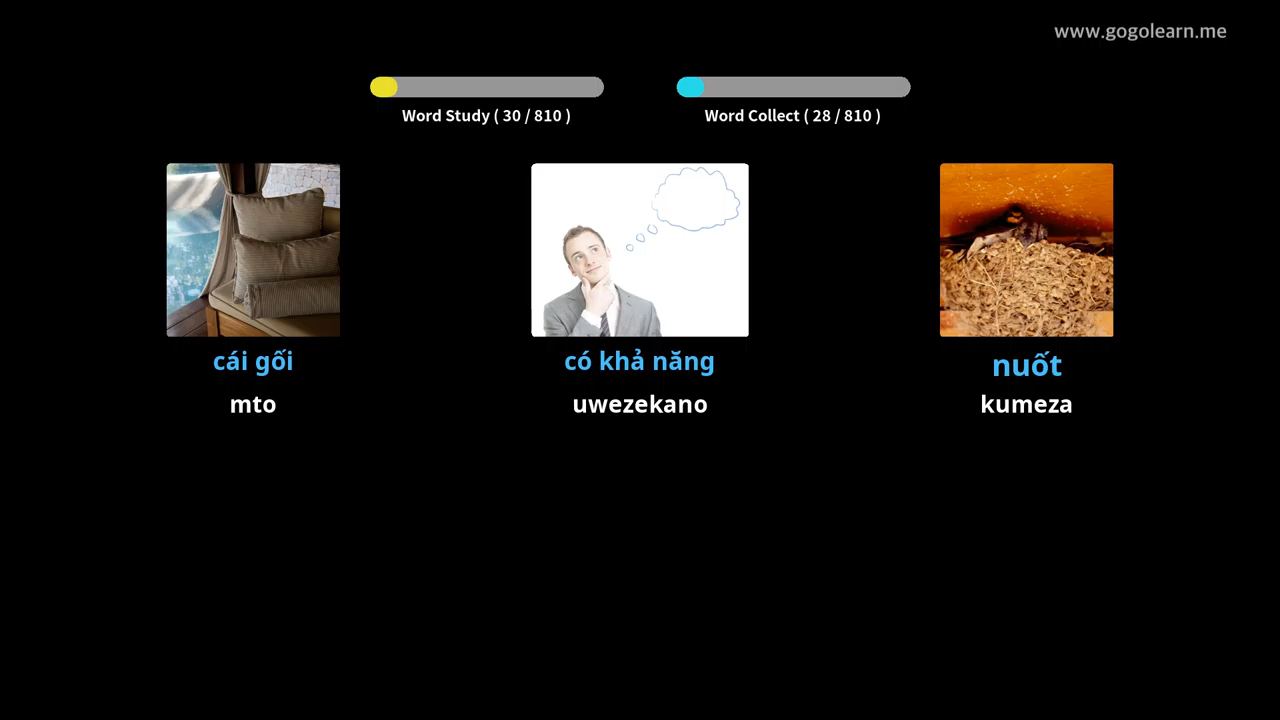 www.gogolearn.me
Word Study ( 30 / 810 )
Word Collect ( 28 / 810 )
cái gối
mto
có khả năng
uwezekano
nuốt
kumeza